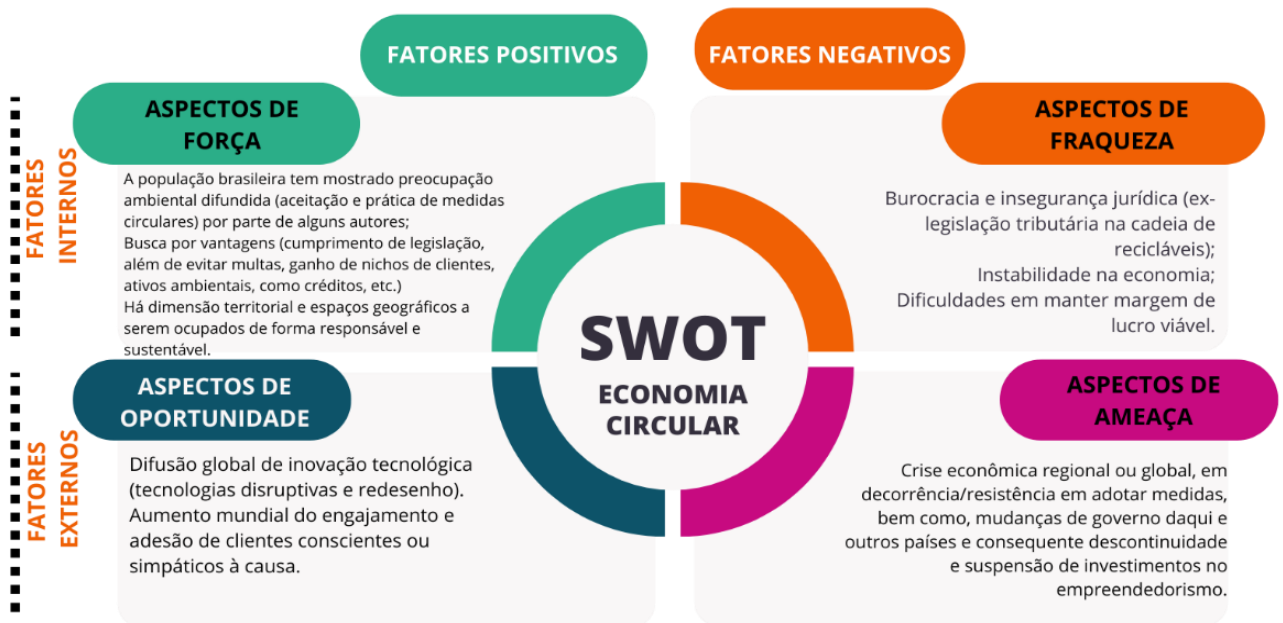 FATORES POSITIVOS
FATORES NEGATIVOS
FATORES
INTERNOS
ASPECTOS DE
FORÇA
A população brasileira tem mostrado preocupação
ambiental difundida (aceitação e prática de medidas
circulares) por parte de alguns autores;
Busca por vantagens (cumprimento de legislação,
além de evitar multas, ganho de nichos de clientes,
ativos ambientais, como créditos, etc.)
Há dimensão territorial e espaços geográficos a
serem ocupados de forma responsável e
sustentável.
ASPECTOS DE
FRAQUEZA
Burocracia e insegurança jurídica (ex-
legislação tributária na cadeia de
recicláveis);
Instabilidade na economia;
Dificuldades em manter margem de
lucro viável.
SWOT
ECONOMIA
CIRCULAR
FATORES
EXTERNOS
ASPECTOS DE
OPORTUNIDADE
Difusão global de inovação tecnológica
(tecnologias disruptivas e redesenho).
Aumento mundial do engajamento e
adesão de clientes conscientes ou
simpáticos à causa.
ASPECTOS DE
AMEAÇA
Crise econômica regional ou global, em
decorrência/resistência em adotar medidas,
bem como, mudanças de governo daqui e
outros países e consequente descontinuidade
e suspensão de investimentos no
empreendedorismo.